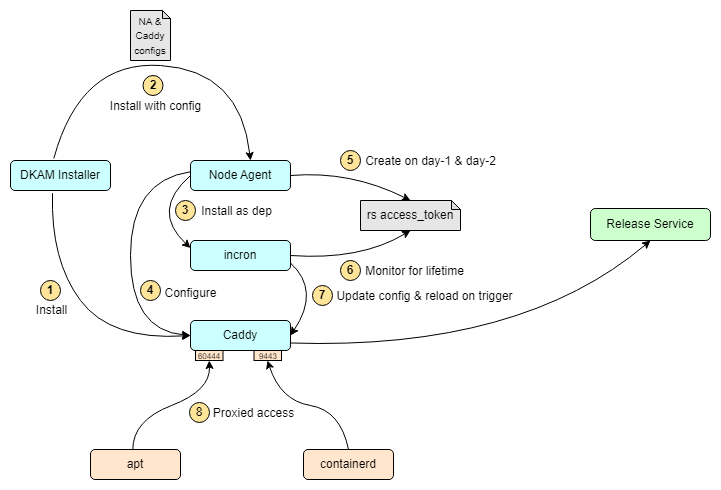 NA &
Caddy
configs
2
Install with config
DKAM Installer
Node Agent
5
Create on day-1 & day-2
3
Install as dep
rs access_token
Release Service
incron
6
Monitor for lifetime
4
Configure
7
Update config & reload on trigger
1
Install
Caddy
60444
9443
8
Proxied access
apt
containerd